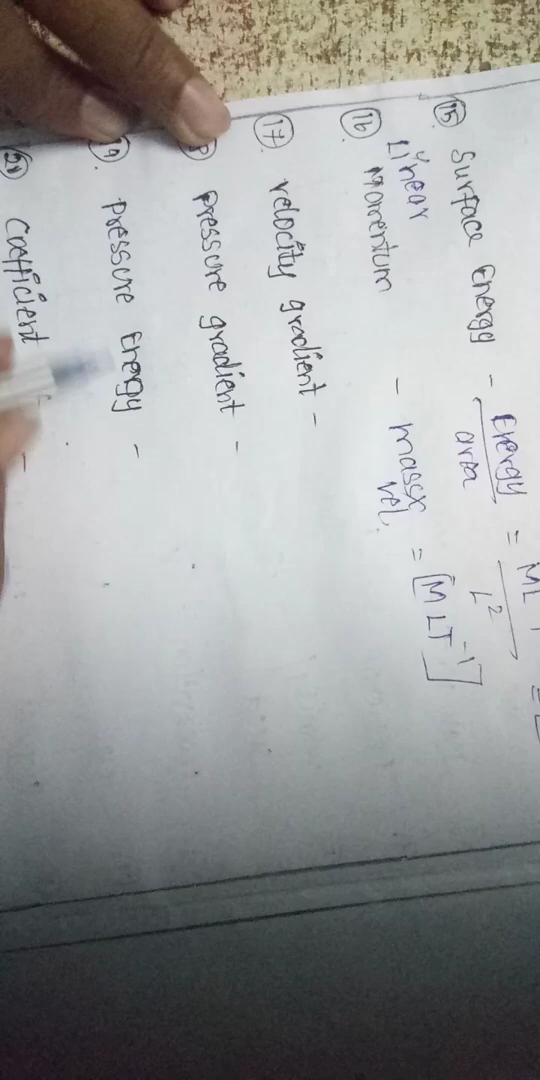 15. Surface Energy - Energy / area = ML / L²
16. Linear Momentum - mass x vel. = [MLT⁻¹]
17. velocity gradient -
pressure gradient -
19. pressure Energy -
Coefficient -